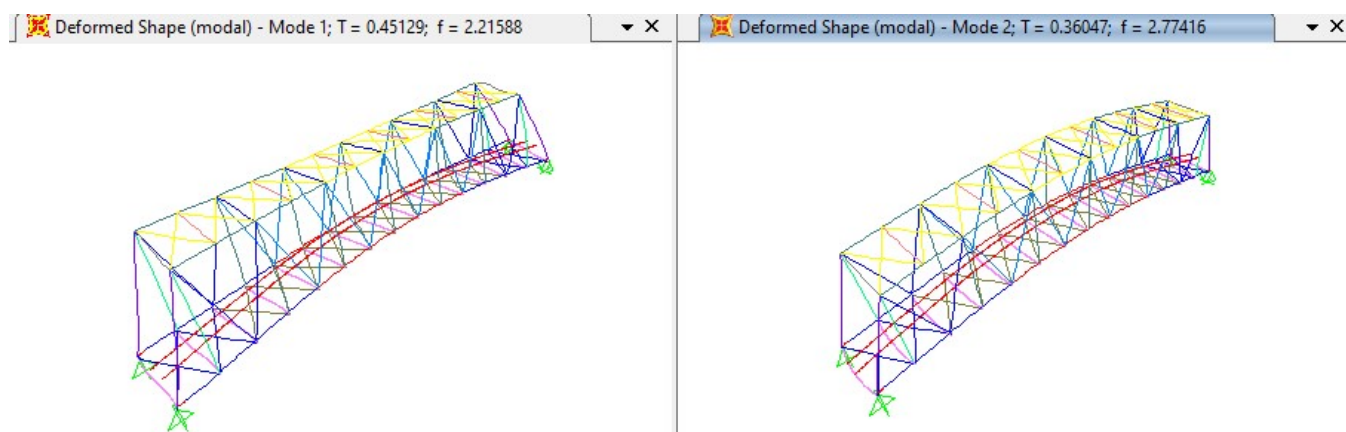 Deformed Shape (modal) - Mode 1; T = 0.45129; f = 2.21588
Deformed Shape (modal) - Mode 2; T = 0.36047; f = 2.77416